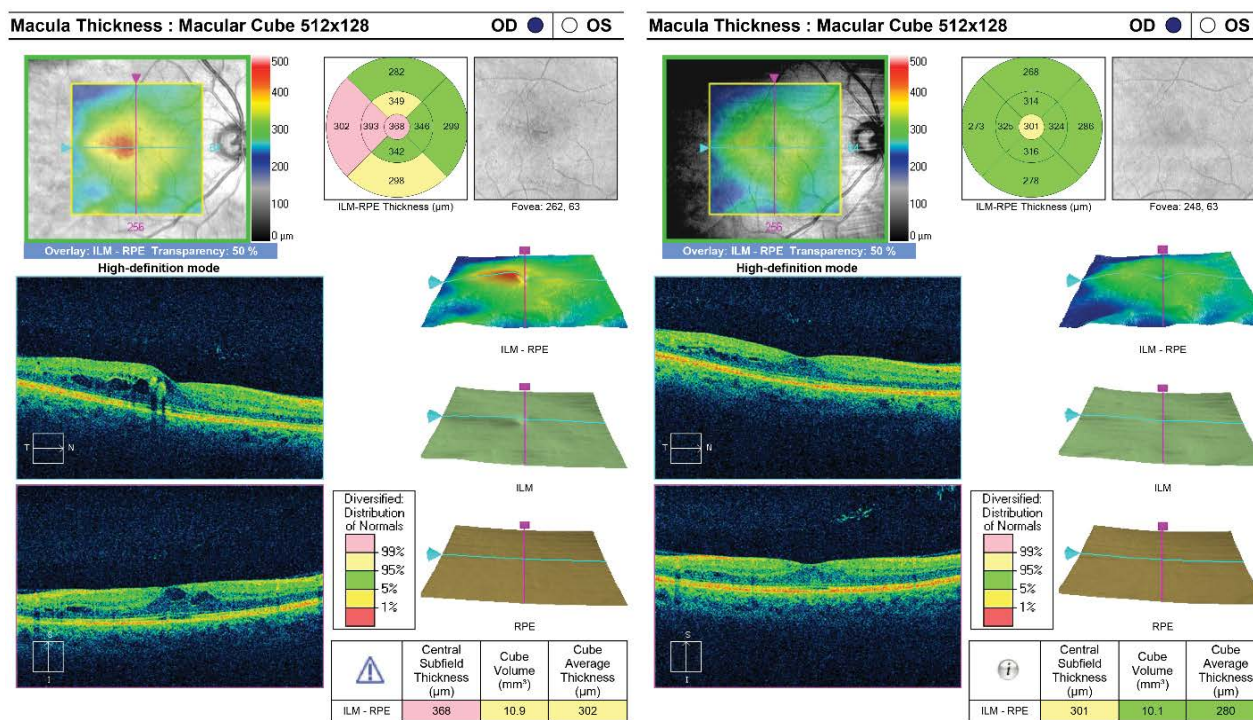 Macula Thickness : Macular Cube 512x128
OD OS
500
400
300
200
100
0 µm
256
Overlay: ILM - RPE Transparency: 50 %
282
349
302 393 368 346 299
342
298
ILM-RPE Thickness (µm)
Fovea: 262, 63
High-definition mode
ILM - RPE
T N
ILM
Diversified:
Distribution
of Normals
99%
95%
5%
1%
RPE
S
I
Central
Subfield
Thickness
(µm)
Cube
Volume
(mm³)
Cube
Average
Thickness
(µm)
ILM - RPE 368 10.9 302
Macula Thickness : Macular Cube 512x128
OD OS
500
400
300
200
100
0 µm
256
Overlay: ILM - RPE Transparency: 50 %
268
314
273 325 301 324 286
316
278
ILM-RPE Thickness (µm)
Fovea: 248, 63
High-definition mode
ILM - RPE
T N
ILM
Diversified:
Distribution
of Normals
99%
95%
5%
1%
RPE
S
I
i
Central
Subfield
Thickness
(µm)
Cube
Volume
(mm³)
Cube
Average
Thickness
(µm)
ILM - RPE 301 10.1 280